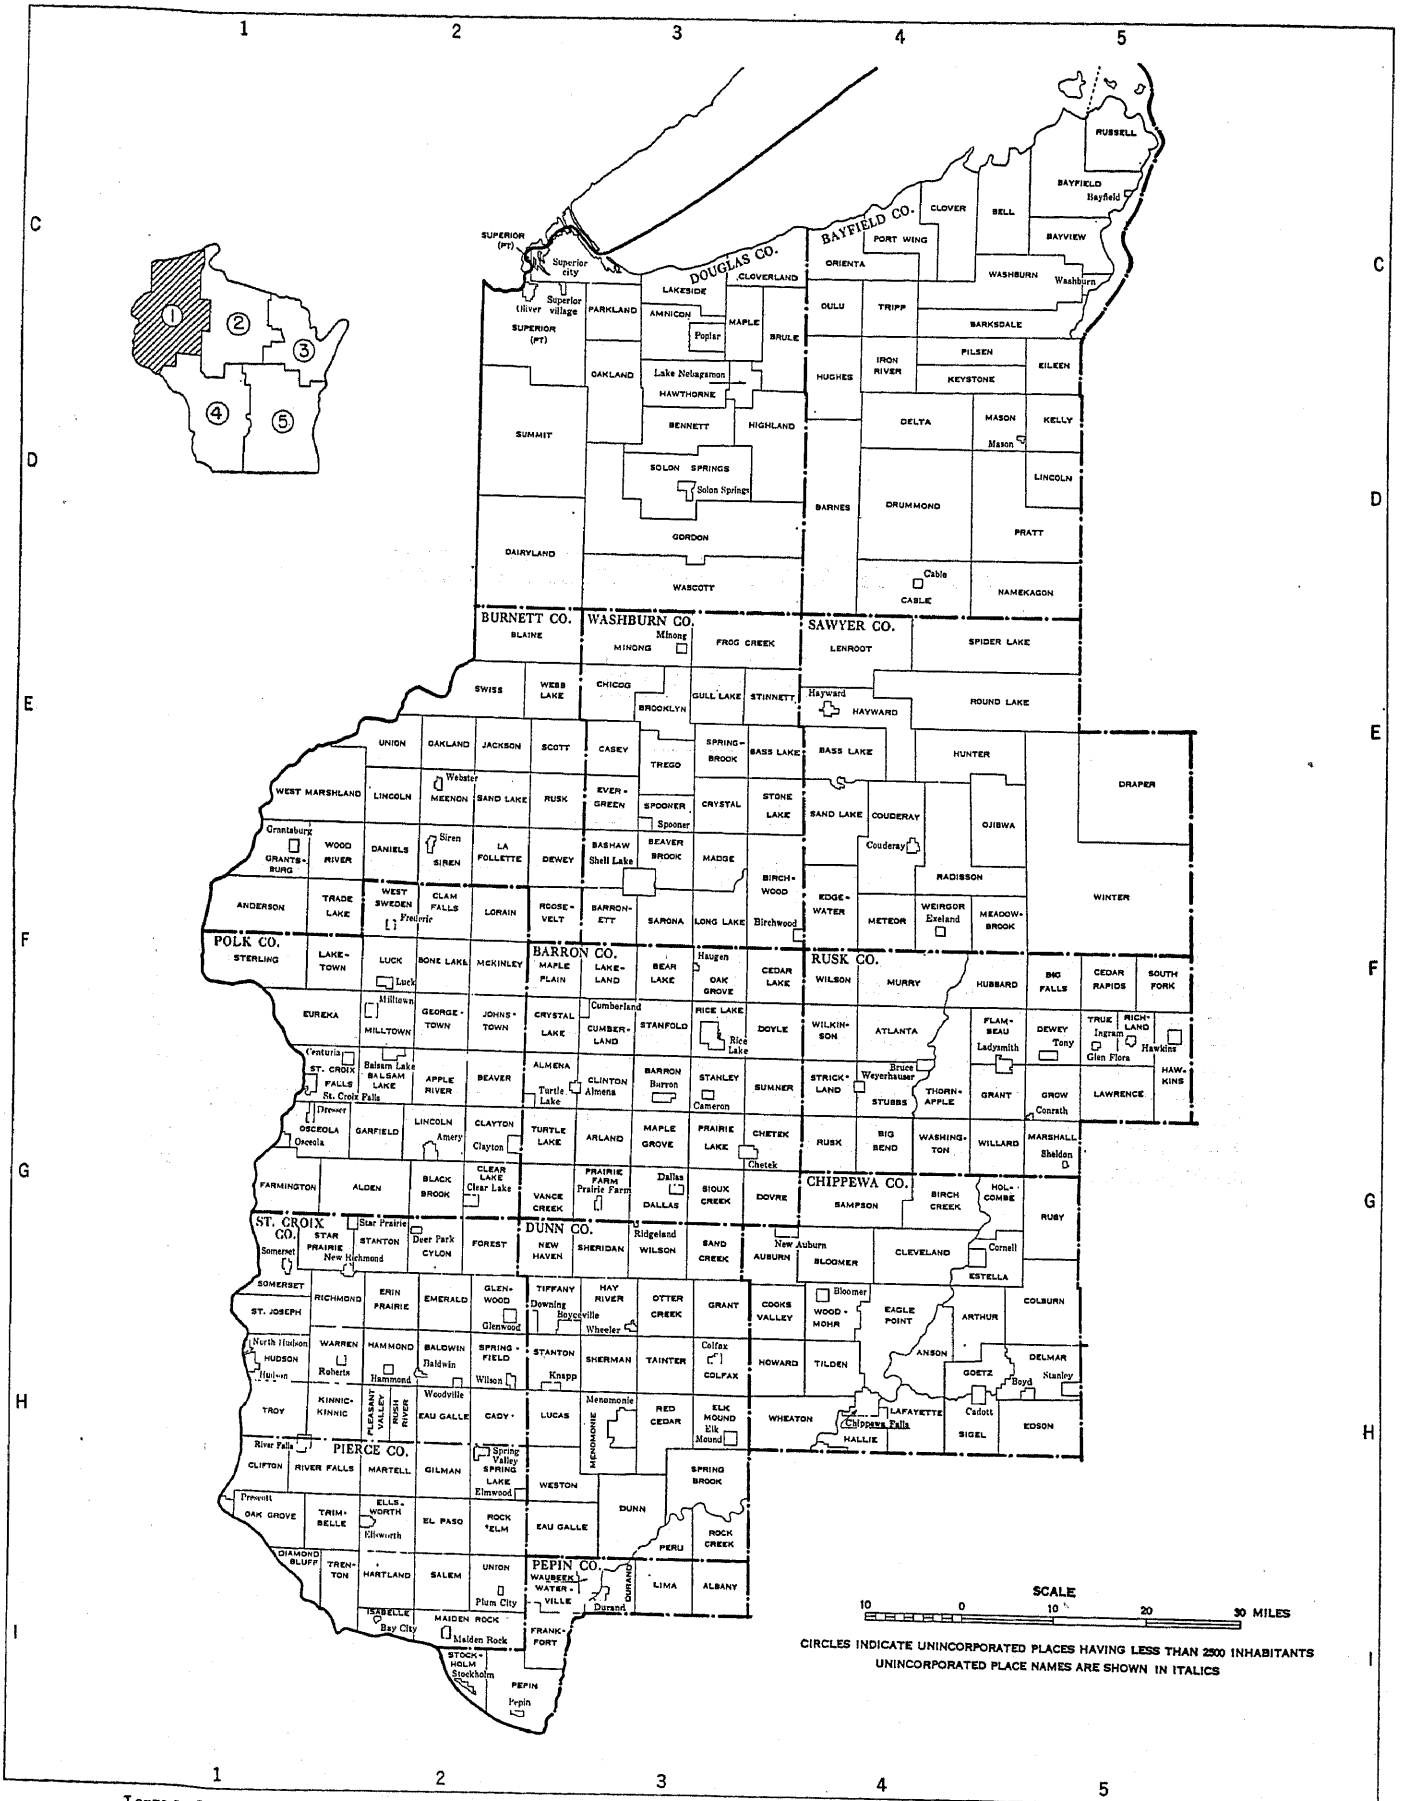 1 2 3 4 5
RUSSELL
BAYFIELD
Bayfield
CLOVER
BELL
C
BAYFIELD CO.
PORT WING
BAYVIEW
SUPERIOR
(PT)
Superior
city
DOUGLAS CO.
ORIENTA
WASHBURN
Washburn
C
CLOVERLAND
LAKESIDE
Oliver
Superior
village
PARKLAND
AMNICON
MAPLE
OULU
TRIPP
BARKSDALE
SUPERIOR
(PT)
Poplar
BRULE
1
2
3
4
5
PILSEN
IRON
RIVER
EILEEN
OAKLAND
Lake Nebagamon
HUGHES
KEYSTONE
HAWTHORNE
SUMMIT
BENNETT
HIGHLAND
DELTA
MASON
KELLY
Mason
D
SOLON SPRINGS
Solon Springs
LINCOLN
D
BARNES
DRUMMOND
GORDON
PRATT
DAIRYLAND
WASCOTT
Cable
CABLE
NAMEKAGON
BURNETT CO.
WASHBURN CO.
SAWYER CO.
BLAINE
Minong
MINONG
FROG CREEK
LENROOT
SPIDER LAKE
SWISS
WEBB
LAKE
CHICOG
BROOKLYN
GULL LAKE
STINNETT
Hayward
HAYWARD
ROUND LAKE
E
E
UNION
OAKLAND
JACKSON
SCOTT
CASEY
TREGO
SPRING-
BROOK
BASS LAKE
BASS LAKE
HUNTER
DRAPER
WEST MARSHLAND
LINCOLN
Webster
MEENON
SAND LAKE
RUSK
EVER-
GREEN
SPOONER
Spooner
CRYSTAL
STONE
LAKE
SAND LAKE
COUDERAY
Couderay
OJIBWA
Grantsburg
GRANTS-
BURG
WOOD
RIVER
DANIELS
Siren
SIREN
LA
FOLLETTE
DEWEY
BASHAW
Shell Lake
BEAVER
BROOK
MADGE
BIRCH-
WOOD
RADISSON
WINTER
ANDERSON
TRADE
LAKE
WEST
SWEDEN
Frederic
CLAM
FALLS
LORAIN
ROOSE-
VELT
BARRON-
ETT
SARONA
LONG LAKE
Birchwood
EDGE-
WATER
METEOR
WEIRGOR
Exeland
MEADOW-
BROOK
F
POLK CO.
STERLING
LAKE-
TOWN
LUCK
Luck
BONE LAKE
MCKINLEY
BARRON CO.
MAPLE
PLAIN
LAKE-
LAND
BEAR
LAKE
Haugen
OAK
GROVE
CEDAR
LAKE
RUSK CO.
WILSON
MURRY
HUBBARD
BIG
FALLS
CEDAR
RAPIDS
SOUTH
FORK
F
EUREKA
Milltown
MILLTOWN
GEORGE-
TOWN
JOHNS-
TOWN
CRYSTAL
LAKE
Cumberland
CUMBER-
LAND
STANFOLD
RICE LAKE
Rice
Lake
DOYLE
WILKIN-
SON
ATLANTA
FLAM-
BEAU
Ladysmith
DEWEY
Tony
TRUE
Ingram
Glen Flora
RICH-
LAND
Hawkins
HAW-
KINS
Centuria
ST. CROIX
FALLS
St. Croix Falls
Balsam Lake
BALSAM
LAKE
APPLE
RIVER
BEAVER
ALMENA
Turtle
Lake
CLINTON
Almena
BARRON
Barron
STANLEY
Cameron
SUMNER
STRICK-
LAND
Bruce
Weyerhauser
STUBBS
THORN-
APPLE
GRANT
GROW
Conrath
LAWRENCE
Dresser
OSCEOLA
Osceola
GARFIELD
LINCOLN
Amery
CLAYTON
Clayton
TURTLE
LAKE
ARLAND
MAPLE
GROVE
PRAIRIE
LAKE
CHETEK
Chetek
RUSK
BIG
BEND
WASHING-
TON
WILLARD
MARSHALL
Sheldon
G
FARMINGTON
ALDEN
BLACK
BROOK
CLEAR
LAKE
Clear Lake
VANCE
CREEK
PRAIRIE
FARM
Prairie Farm
Dallas
DALLAS
SIOUX
CREEK
DOVRE
CHIPPEWA CO.
SAMPSON
BIRCH
CREEK
HOL-
COMBE
RUBY
G
ST. CROIX
CO.
Somerset
SOMERSET
STAR
PRAIRIE
Star Prairie
New Richmond
STANTON
Deer Park
CYLON
FOREST
DUNN CO.
NEW
HAVEN
SHERIDAN
Ridgeland
WILSON
SAND
CREEK
AUBURN
New Auburn
BLOOMER
CLEVELAND
Cornell
ESTELLA
ST. JOSEPH
RICHMOND
ERIN
PRAIRIE
EMERALD
GLEN-
WOOD
Glenwood
TIFFANY
Downing
Boyceville
HAY
RIVER
Wheeler
OTTER
CREEK
GRANT
COOKS
VALLEY
Bloomer
WOOD-
MOHR
EAGLE
POINT
ARTHUR
COLBURN
North Hudson
HUDSON
Hudson
WARREN
Roberts
HAMMOND
Hammond
BALDWIN
Baldwin
SPRING-
FIELD
Wilson
STANTON
Knapp
SHERMAN
TAINTER
Colfax
COLFAX
HOWARD
TILDEN
ANSON
GOETZ
Cadott
DELMAR
Boyd
Stanley
H
TROY
KINNIC-
KINNIC
PLEASANT
VALLEY
RUSH
RIVER
Woodville
EAU GALLE
CADY
LUCAS
Menomonie
MENOMONIE
RED
CEDAR
ELK
MOUND
Elk
Mound
WHEATON
Chippewa Falls
HALLIE
LAFAYETTE
SIGEL
EDSON
H
River Falls
PIERCE CO.
CLIFTON
RIVER FALLS
MARTELL
GILMAN
Spring
Valley
SPRING
LAKE
Elmwood
WESTON
SPRING
BROOK
Prescott
OAK GROVE
TRIM-
BELLE
ELLS-
WORTH
Ellsworth
EL PASO
ROCK
ELM
EAU GALLE
DUNN
PERU
ROCK
CREEK
DIAMOND
BLUFF
TREN-
TON
HARTLAND
SALEM
UNION
Plum City
PEPIN CO.
WAUBEEK
WATER-
VILLE
Durand
DURAND
LIMA
ALBANY
I
ISABELLE
Bay City
MAIDEN ROCK
Maiden Rock
FRANK-
FORT
STOCK-
HOLM
Stockholm
PEPIN
Pepin
SCALE
10 0 10 20 30 MILES
CIRCLES INDICATE UNINCORPORATED PLACES HAVING LESS THAN 2500 INHABITANTS
UNINCORPORATED PLACE NAMES ARE SHOWN IN ITALICS
I
1 2 3 4 5